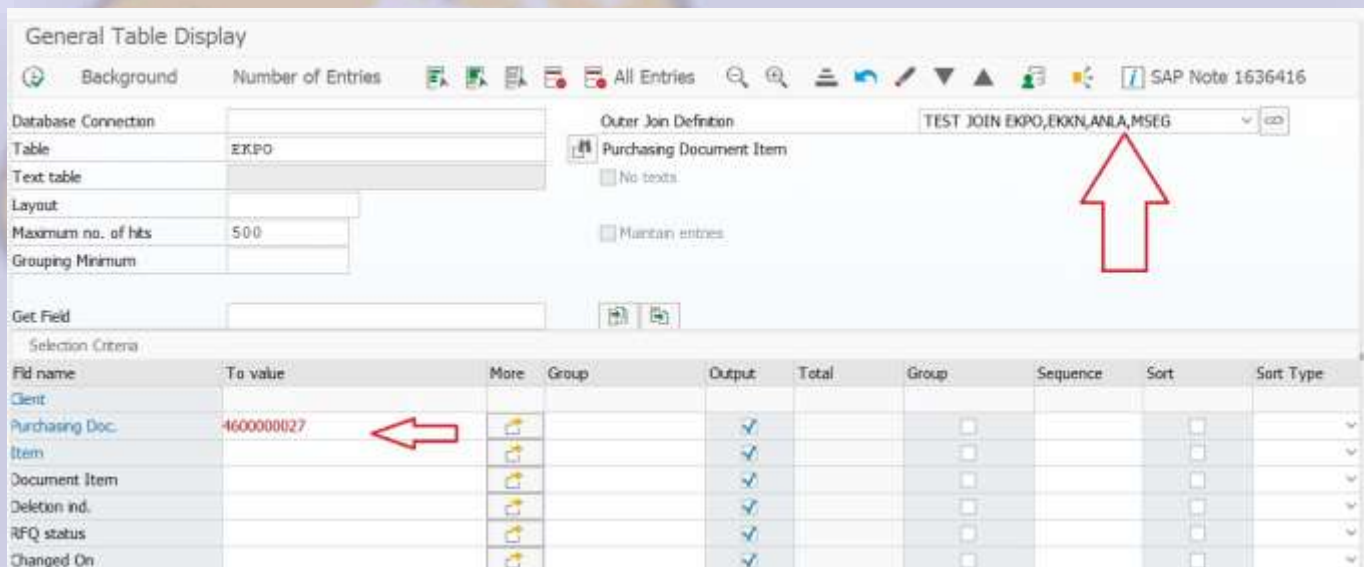 General Table Display
Background Number of Entries All Entries SAP Note 1636416
Database Connection Outer Join Definition TEST JOIN EKPO,EKKN,ANLA,MSEG
Table EKPO Purchasing Document Item
Text table No texts
Layout
Maximum no. of hits 500 Maintain entries
Grouping Minimum
Get Field
Selection Criteria
Fld name To value More Group Output Total Group Sequence Sort Sort Type
Client
Purchasing Doc. 4600000027
Item
Document Item
Deletion ind.
RFQ status
Changed On